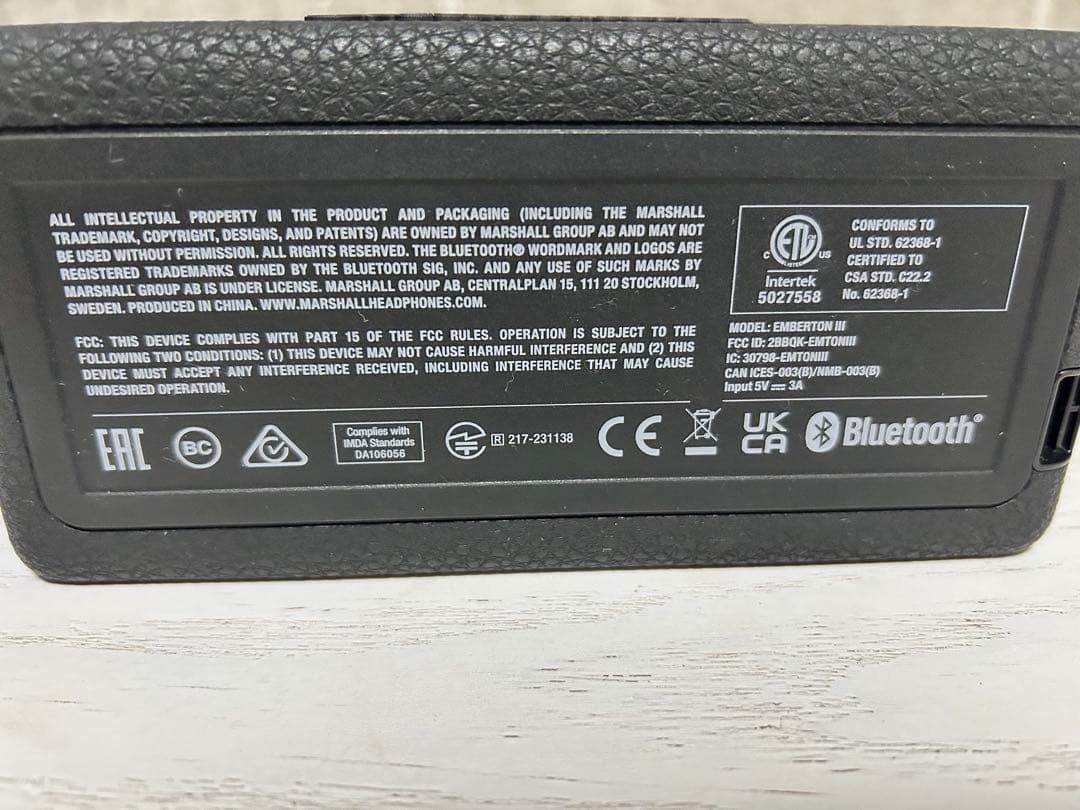 ALL INTELLECTUAL PROPERTY IN THE PRODUCT AND PACKAGING (INCLUDING THE MARSHALL
TRADEMARK, COPYRIGHT, DESIGNS, AND PATENTS) ARE OWNED BY MARSHALL GROUP AB AND MAY NOT
BE USED WITHOUT PERMISSION. ALL RIGHTS RESERVED. THE BLUETOOTH® WORDMARK AND LOGOS ARE
REGISTERED TRADEMARKS OWNED BY THE BLUETOOTH SIG, INC. AND ANY USE OF SUCH MARKS BY
MARSHALL GROUP AB IS UNDER LICENSE. MARSHALL GROUP AB, CENTRALPLAN 15, 111 20 STOCKHOLM,
SWEDEN. PRODUCED IN CHINA. WWW.MARSHALLHEADPHONES.COM.
FCC: THIS DEVICE COMPLIES WITH PART 15 OF THE FCC RULES. OPERATION IS SUBJECT TO THE
FOLLOWING TWO CONDITIONS: (1) THIS DEVICE MAY NOT CAUSE HARMFUL INTERFERENCE AND (2) THIS
DEVICE MUST ACCEPT ANY INTERFERENCE RECEIVED, INCLUDING INTERFERENCE THAT MAY CAUSE
UNDESIRED OPERATION.
C ETL LISTED US
Intertek
5027558
CONFORMS TO
UL STD. 62368-1
CERTIFIED TO
CSA STD. C22.2
No. 62368-1
MODEL: EMBERTON III
FCC ID: 2BBQK-EMTONIII
IC: 30798-EMTONIII
CAN ICES-003(B)/NMB-003(B)
Input 5V ⎓ 3A
EAC
BC
Complies with
IMDA Standards
DA106056
R 217-231138
CE
UK
CA
Bluetooth®